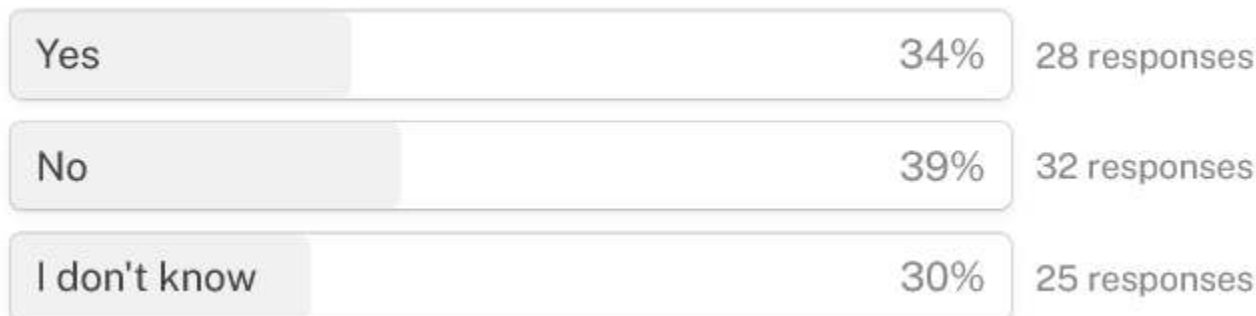 Yes 34% 28 responses
No 39% 32 responses
I don't know 30% 25 responses